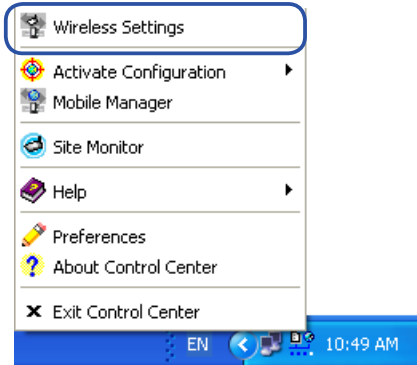 Wireless Settings
Activate Configuration
Mobile Manager
Site Monitor
Help
Preferences
About Control Center
Exit Control Center
EN 10:49 AM